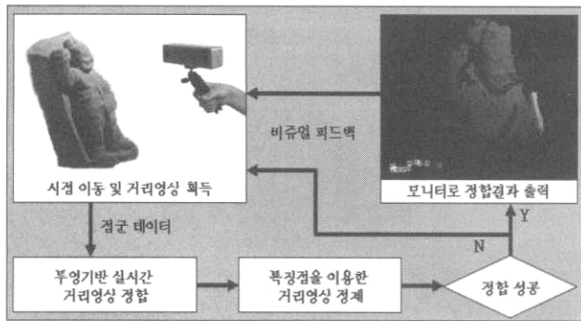 비쥬얼 피드백
시점 이동 및 거리영상 획득
모니터로 정합결과 출력
점군 데이터
Y
N
투영기반 실시간
거리영상 정합
특징점을 이용한
거리영상 정제
정합 성공